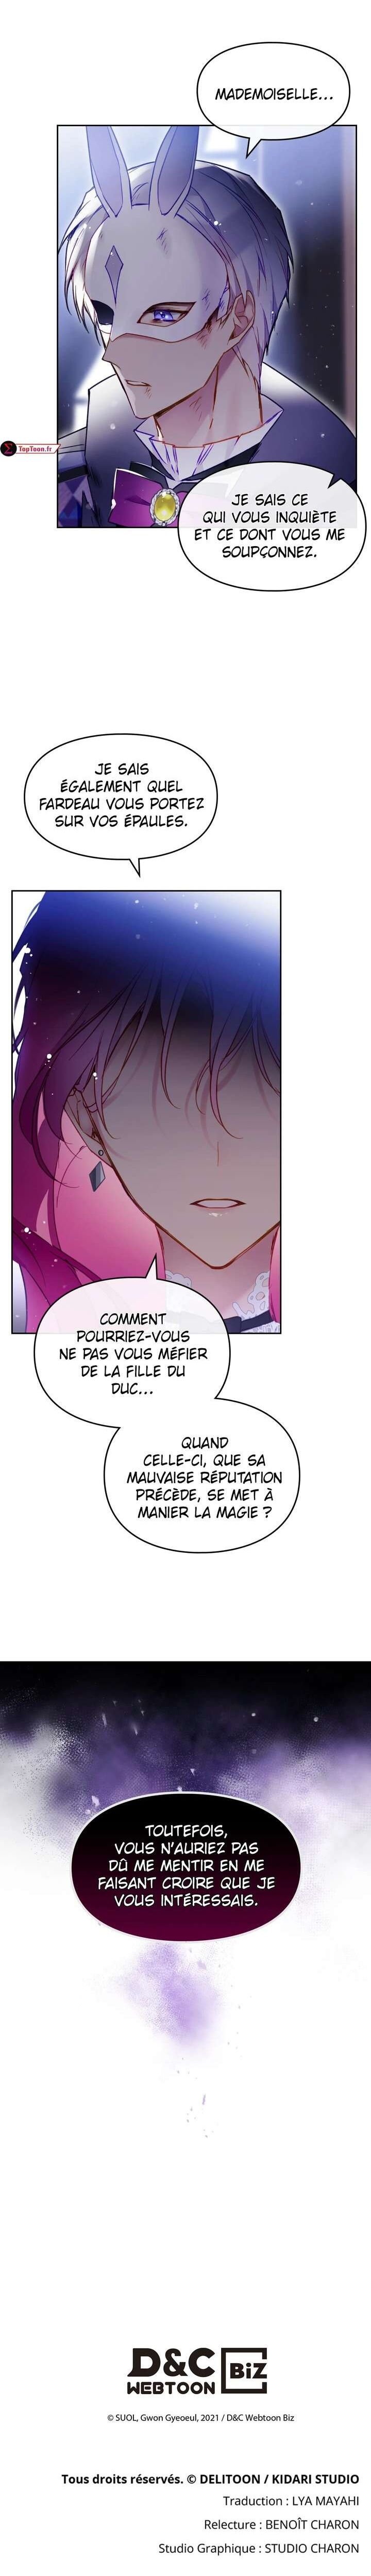 MADEMOISELLE...
TopToon.fr
JE SAIS CE
QUI VOUS INQUIÈTE
ET CE DONT VOUS ME
SOUPÇONNEZ.
JE SAIS
ÉGALEMENT QUEL
FARDEAU VOUS PORTEZ
SUR VOS ÉPAULES.
COMMENT
POURRIEZ-VOUS
NE PAS VOUS MÉFIER
DE LA FILLE DU
DUC...
QUAND
CELLE-CI, QUE SA
MAUVAISE RÉPUTATION
PRÉCÈDE, SE MET À
MANIER LA MAGIE ?
TOUTEFOIS,
VOUS N'AURIEZ PAS
DÛ ME MENTIR EN ME
FAISANT CROIRE QUE JE
VOUS INTÉRESSAIS.
D&C
WEBTOON
BiZ
© SUOL, Gwon Gyeoeul, 2021 / D&C Webtoon Biz
Tous droits réservés. © DELITOON / KIDARI STUDIO
Traduction : LYA MAYAHI
Relecture : BENOÎT CHARON
Studio Graphique : STUDIO CHARON